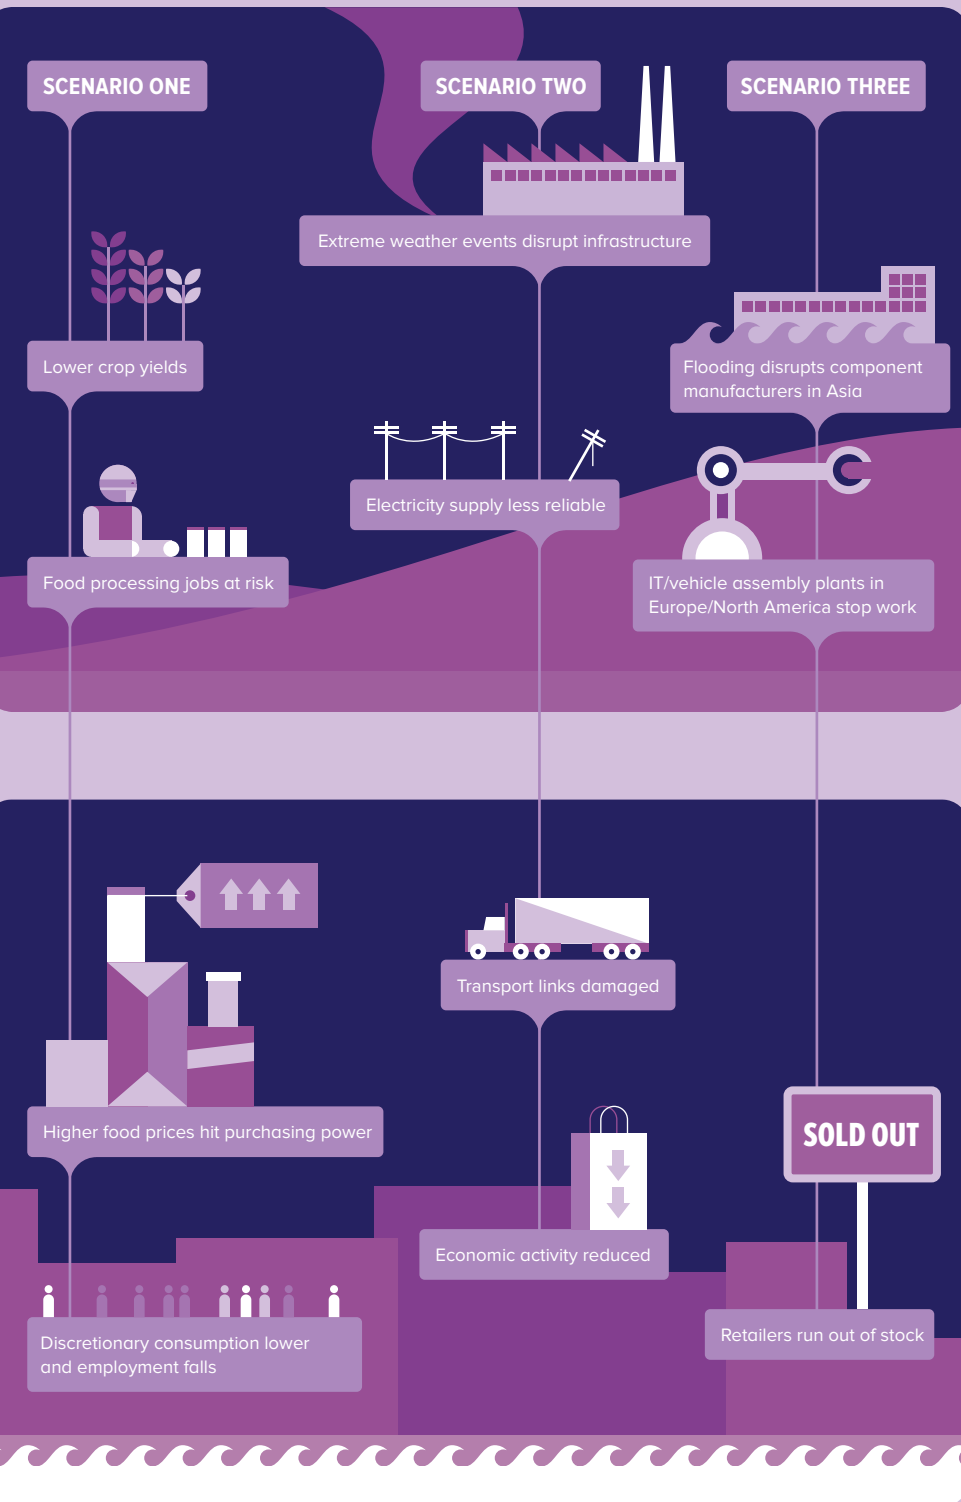 SCENARIO ONE
Lower crop yields
Food processing jobs at risk
Higher food prices hit purchasing power
Discretionary consumption lower
and employment falls
SCENARIO TWO
Extreme weather events disrupt infrastructure
Electricity supply less reliable
Transport links damaged
Economic activity reduced
SCENARIO THREE
Flooding disrupts component
manufacturers in Asia
IT/vehicle assembly plants in
Europe/North America stop work
SOLD OUT
Retailers run out of stock